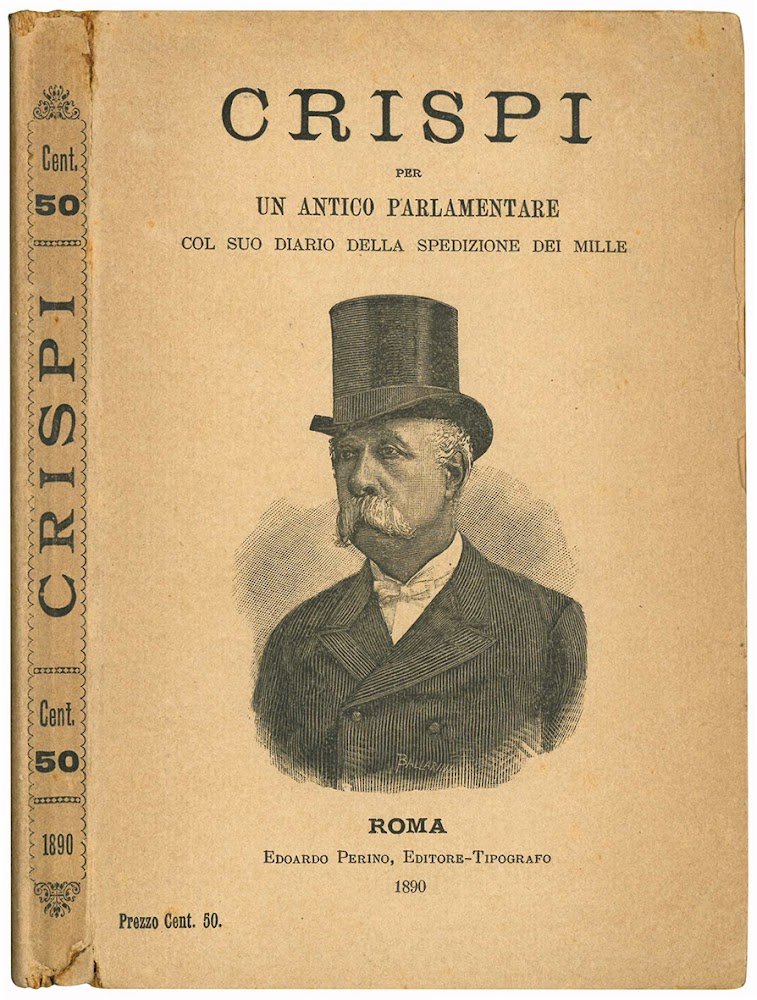 Cent.
50
CRISPI
Cent.
50
1890
CRISPI
PER
UN ANTICO PARLAMENTARE
COL SUO DIARIO DELLA SPEDIZIONE DEI MILLE
ROMA
EDOARDO PERINO, EDITORE-TIPOGRAFO
1890
Prezzo Cent. 50.